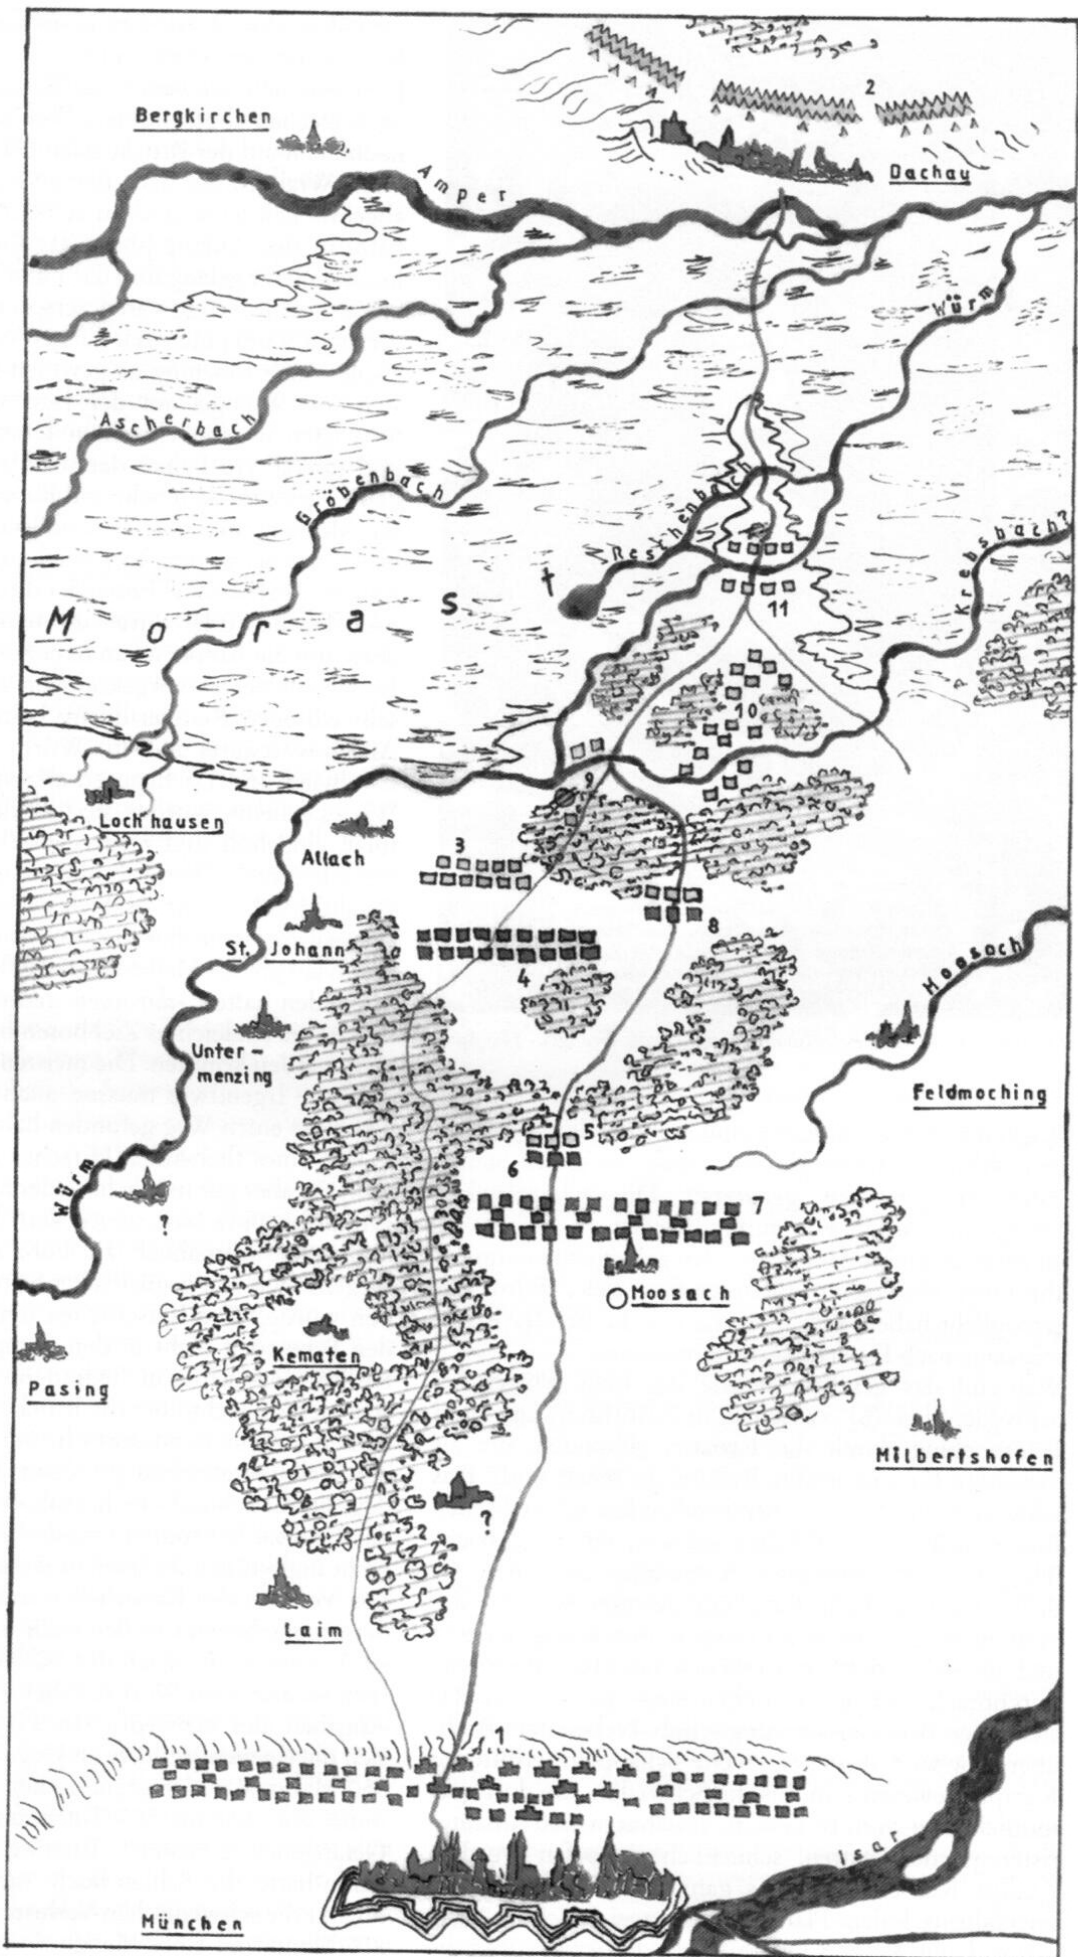 Bergkirchen
2
Amper
Dachau
Würm
Ascherbach
Gröbenbach
Reschenbach
Krebsbach?
Moras t
11
10
9
Lochhausen
Allach
3
St. Johann
8
4
Moosach
Unter-
menzing
Feldmoching
5
6
Würm
?
7
Moosach
Kematen
Pasing
Milbertshofen
?
Laim
1
Isar
München